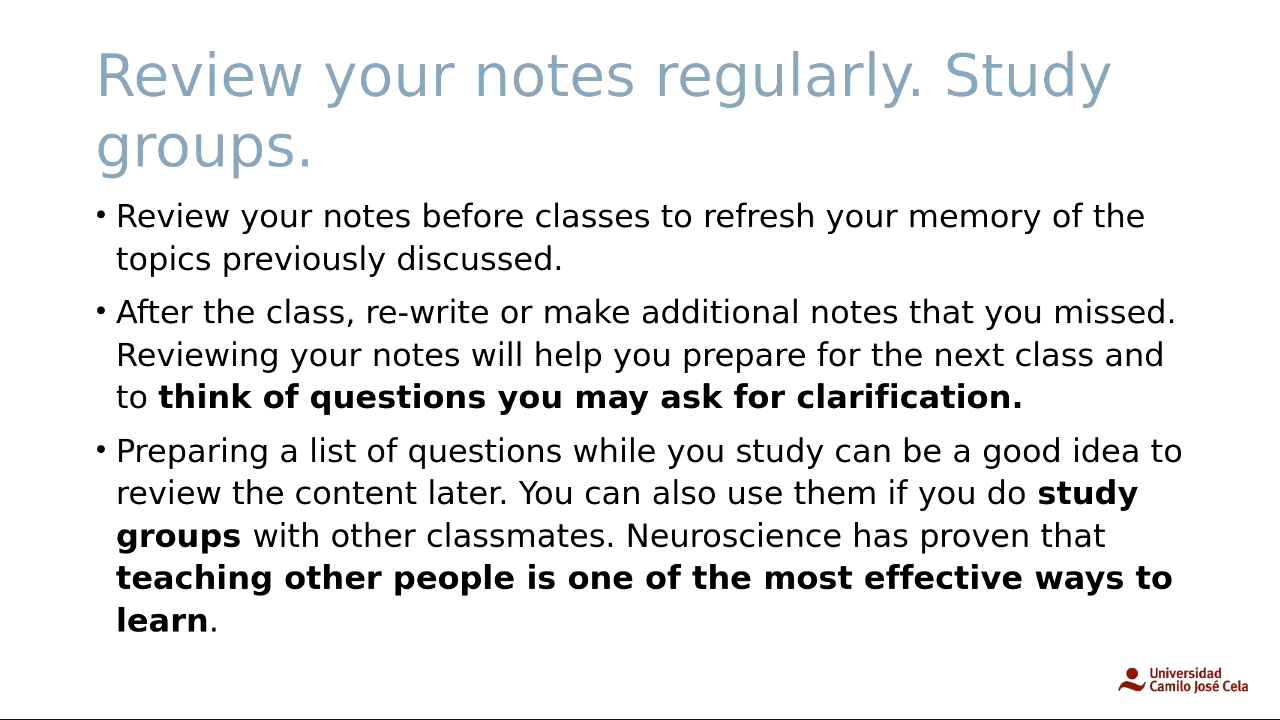 Review your notes regularly. Study
groups.
• Review your notes before classes to refresh your memory of the
topics previously discussed.
• After the class, re-write or make additional notes that you missed.
Reviewing your notes will help you prepare for the next class and
to think of questions you may ask for clarification.
• Preparing a list of questions while you study can be a good idea to
review the content later. You can also use them if you do study
groups with other classmates. Neuroscience has proven that
teaching other people is one of the most effective ways to
learn.
Universidad
Camilo José Cela